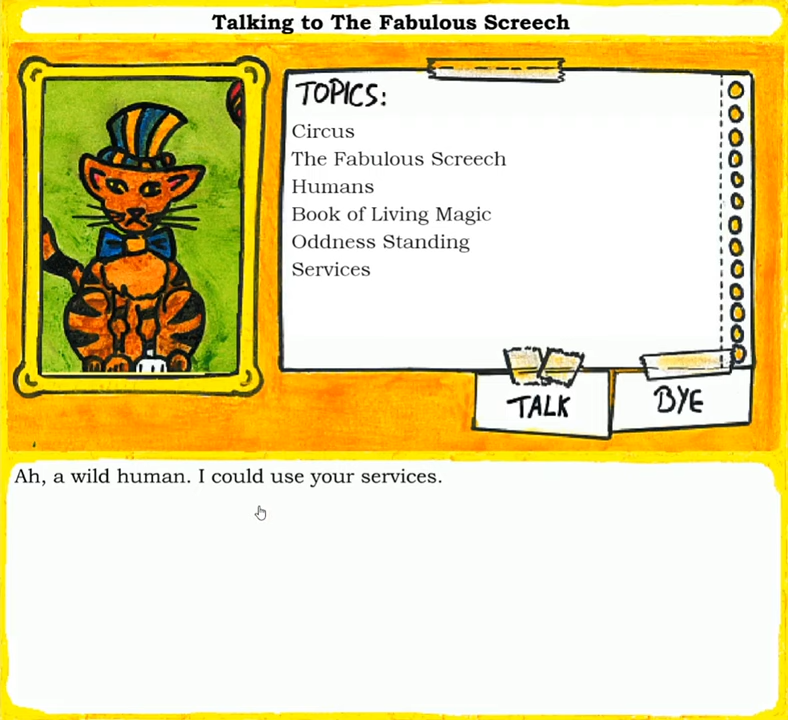 Talking to The Fabulous Screech
TOPICS:
Circus
The Fabulous Screech
Humans
Book of Living Magic
Oddness Standing
Services
TALK
BYE
Ah, a wild human. I could use your services.